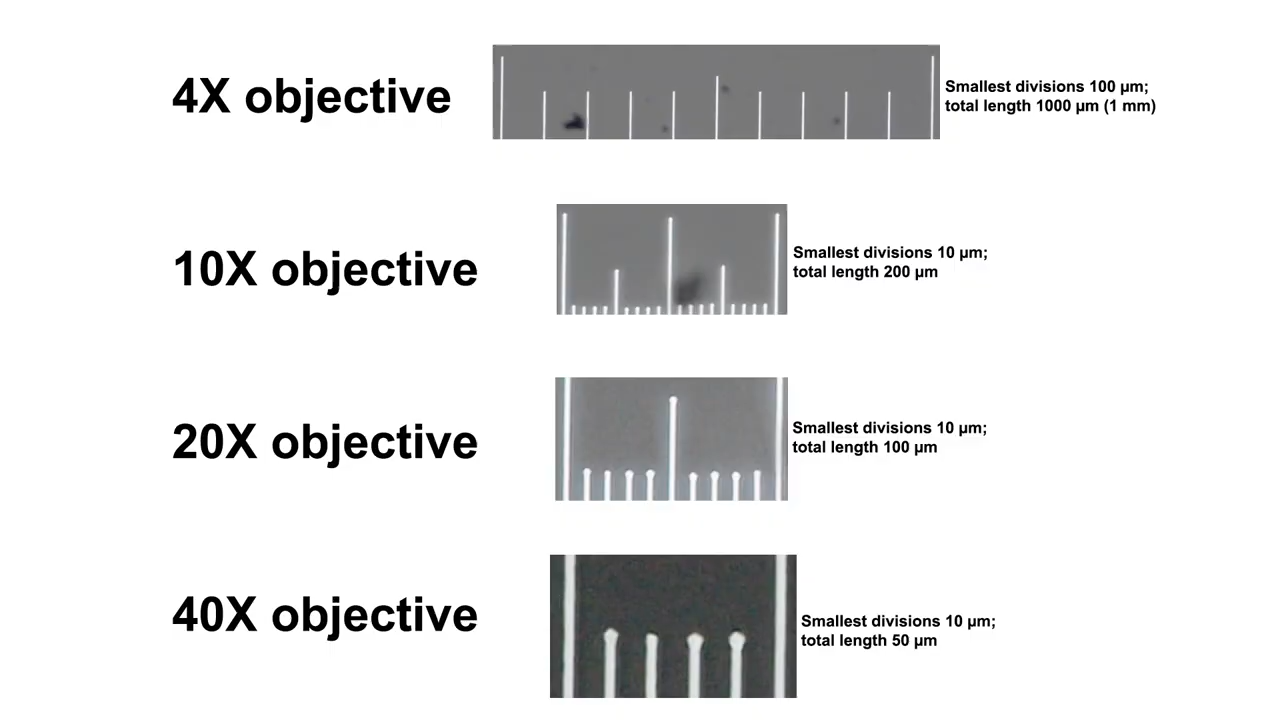 4X objective
Smallest divisions 100 µm;
total length 1000 µm (1 mm)
10X objective
Smallest divisions 10 µm;
total length 200 µm
20X objective
Smallest divisions 10 µm;
total length 100 µm
40X objective
Smallest divisions 10 µm;
total length 50 µm